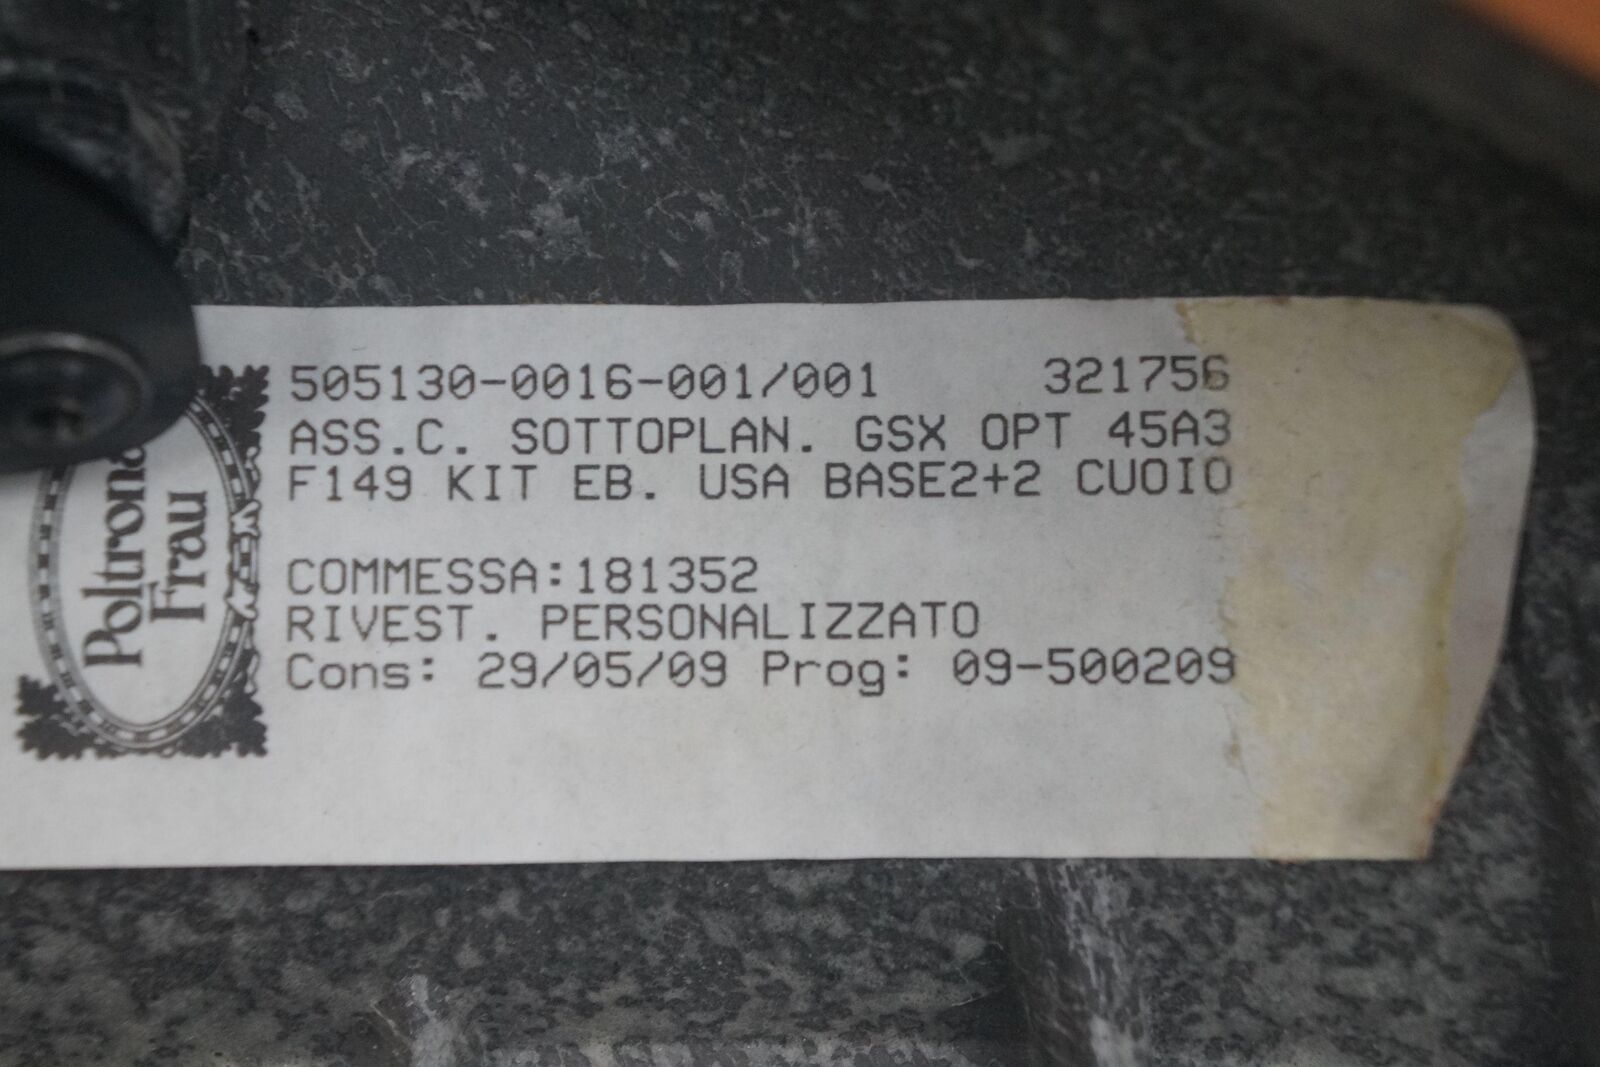 505130-0016-001/001 321756
ASS.C. SOTTOPLAN. GSX OPT 45A3
F149 KIT EB. USA BASE2+2 CUOIO
COMMESSA:181352
RIVEST. PERSONALIZZATO
Cons: 29/05/09 Prog: 09-500209
Poltrona
Frau